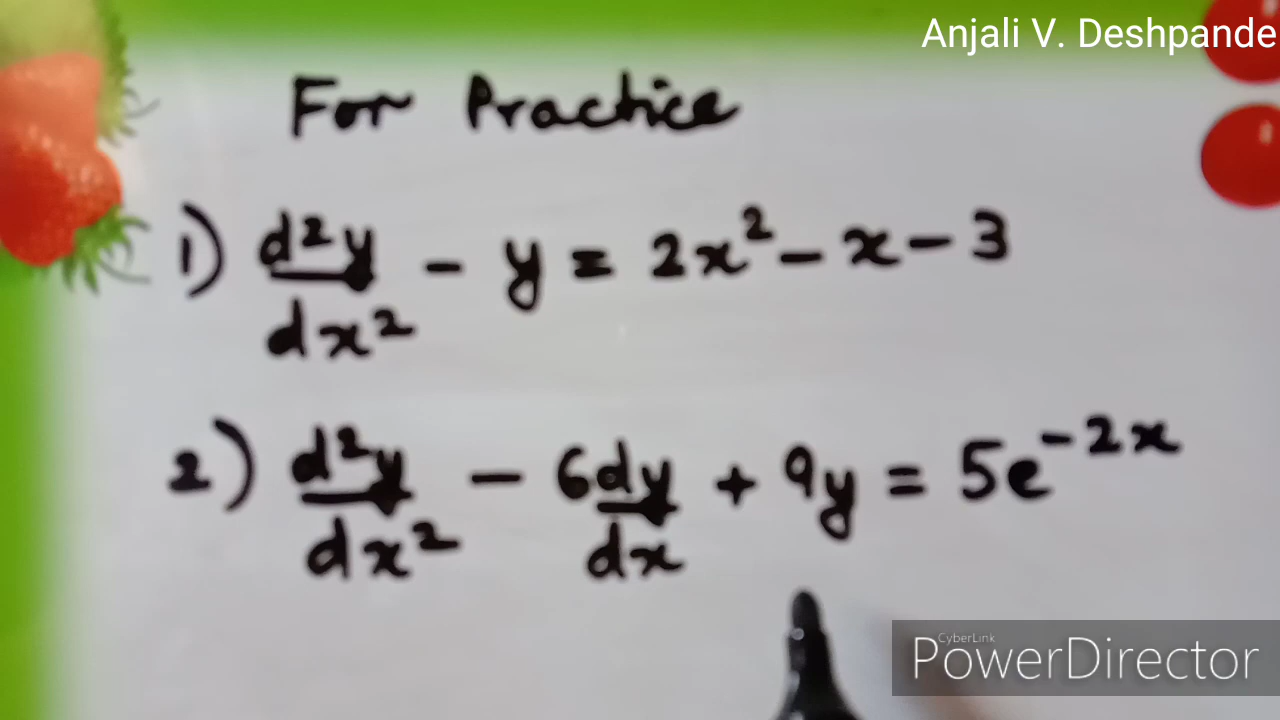 Anjali V. Deshpande
For Practice
1) d²y/dx² - y = 2x² - x - 3
2) d²y/dx² - 6dy/dx + 9y = 5e^-2x
CyberLink
PowerDirector